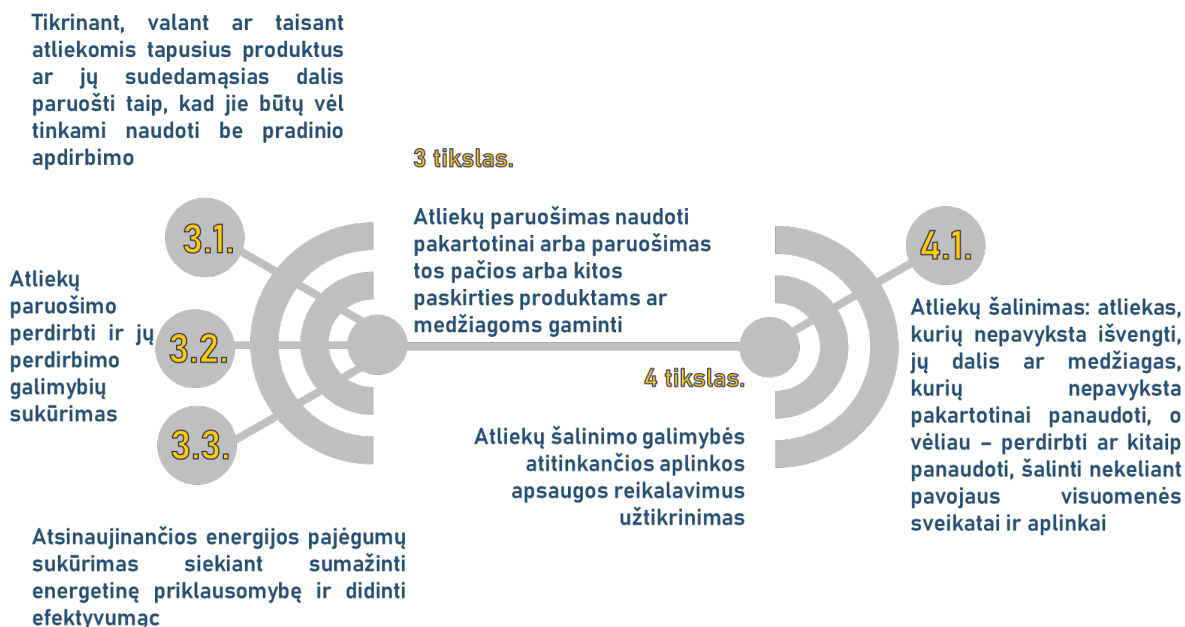 Tikrinant, valant ar taisant
atliekomis tapusius produktus
ar jų sudedamąsias dalis
paruošti taip, kad jie būtų vėl
tinkami naudoti be pradinio
apdirbimo
3.1.
Atliekų
paruošimo
perdirbti ir jų
perdirbimo
galimybių
sukūrimas
3.2.
3.3.
Atsinaujinančios energijos pajėgumų
sukūrimas siekiant sumažinti
energetinę priklausomybę ir didinti
efektyvumąc
3 tikslas.
Atliekų paruošimas naudoti
pakartotinai arba paruošimas
tos pačios arba kitos
paskirties produktams ar
medžiagoms gaminti
4 tikslas.
Atliekų šalinimo galimybės
atitinkančios aplinkos
apsaugos reikalavimus
užtikrinimas
4.1.
Atliekų šalinimas: atliekas,
kurių nepavyksta išvengti,
jų dalis ar medžiagas,
kurių nepavyksta
pakartotinai panaudoti, o
vėliau – perdirbti ar kitaip
panaudoti, šalinti nekeliant
pavojaus visuomenės
sveikatai ir aplinkai